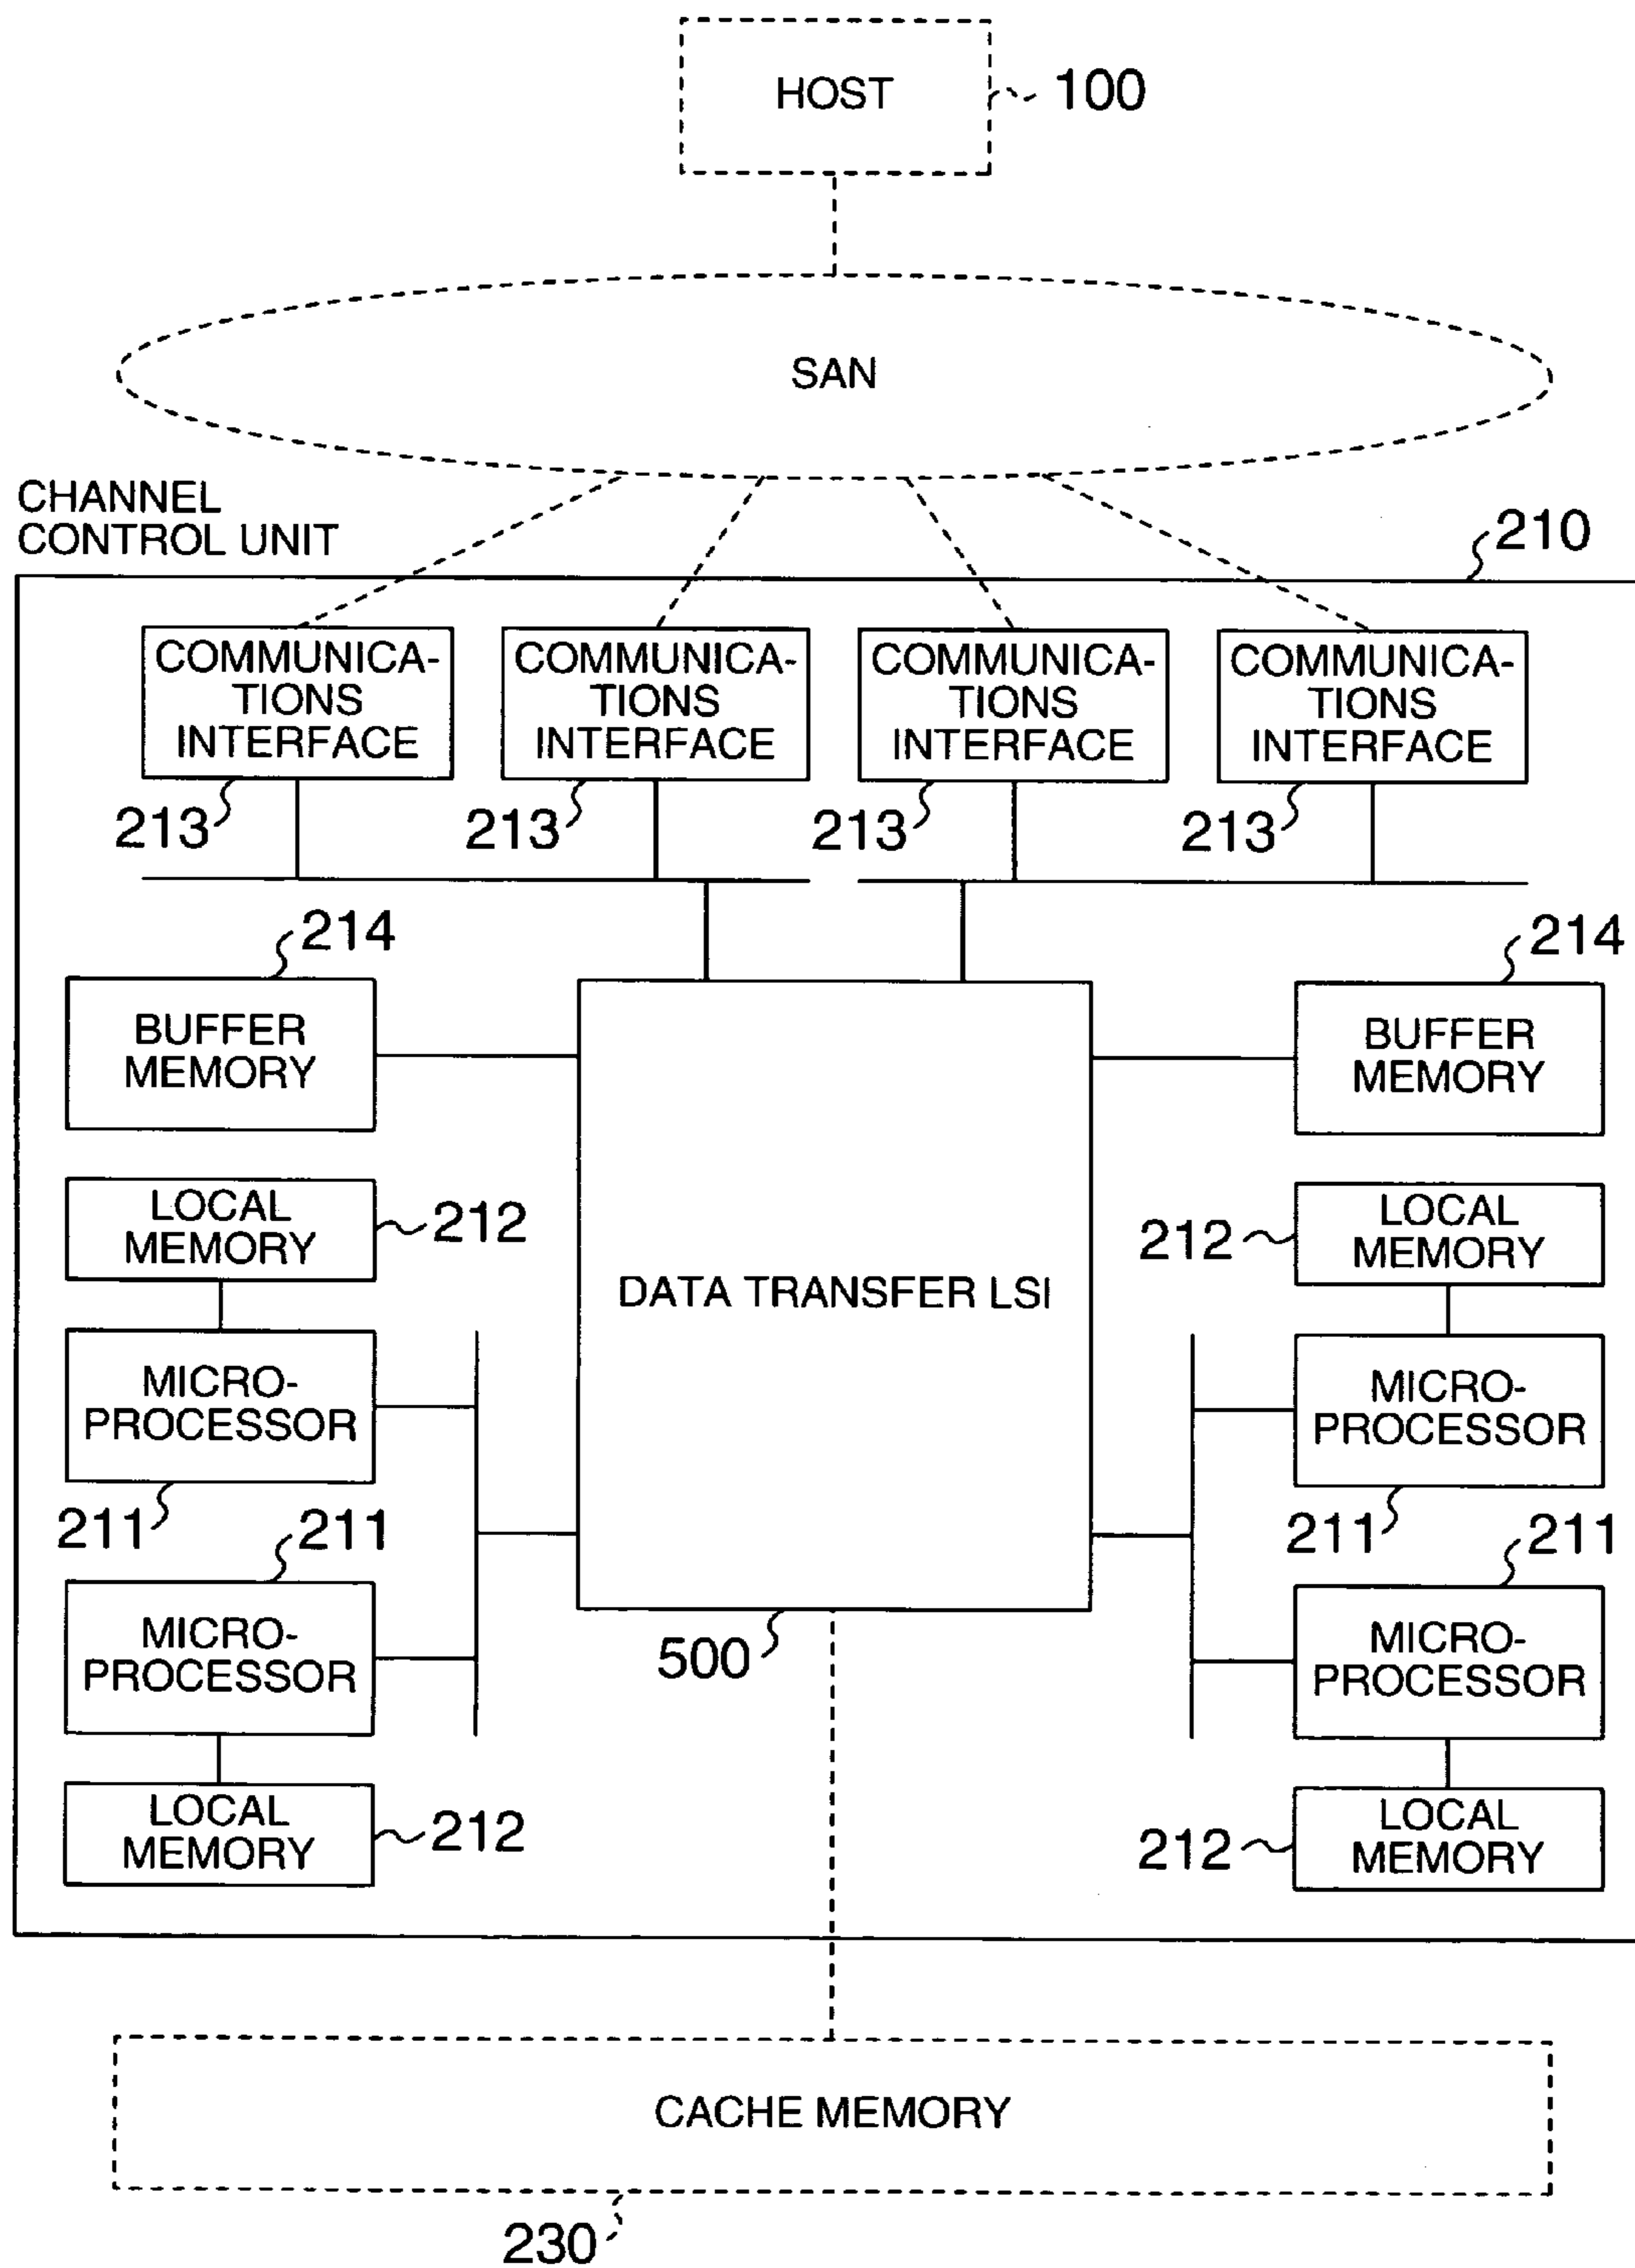 HOST
100
SAN
CHANNEL
CONTROL UNIT
210
COMMUNICA-
TIONS
INTERFACE
COMMUNICA-
TIONS
INTERFACE
COMMUNICA-
TIONS
INTERFACE
COMMUNICA-
TIONS
INTERFACE
213
213
213
213
214
214
BUFFER
MEMORY
BUFFER
MEMORY
LOCAL
MEMORY
212
212
LOCAL
MEMORY
DATA TRANSFER LSI
MICRO-
PROCESSOR
MICRO-
PROCESSOR
211
211
211
211
MICRO-
PROCESSOR
500
MICRO-
PROCESSOR
LOCAL
MEMORY
212
212
LOCAL
MEMORY
CACHE MEMORY
230